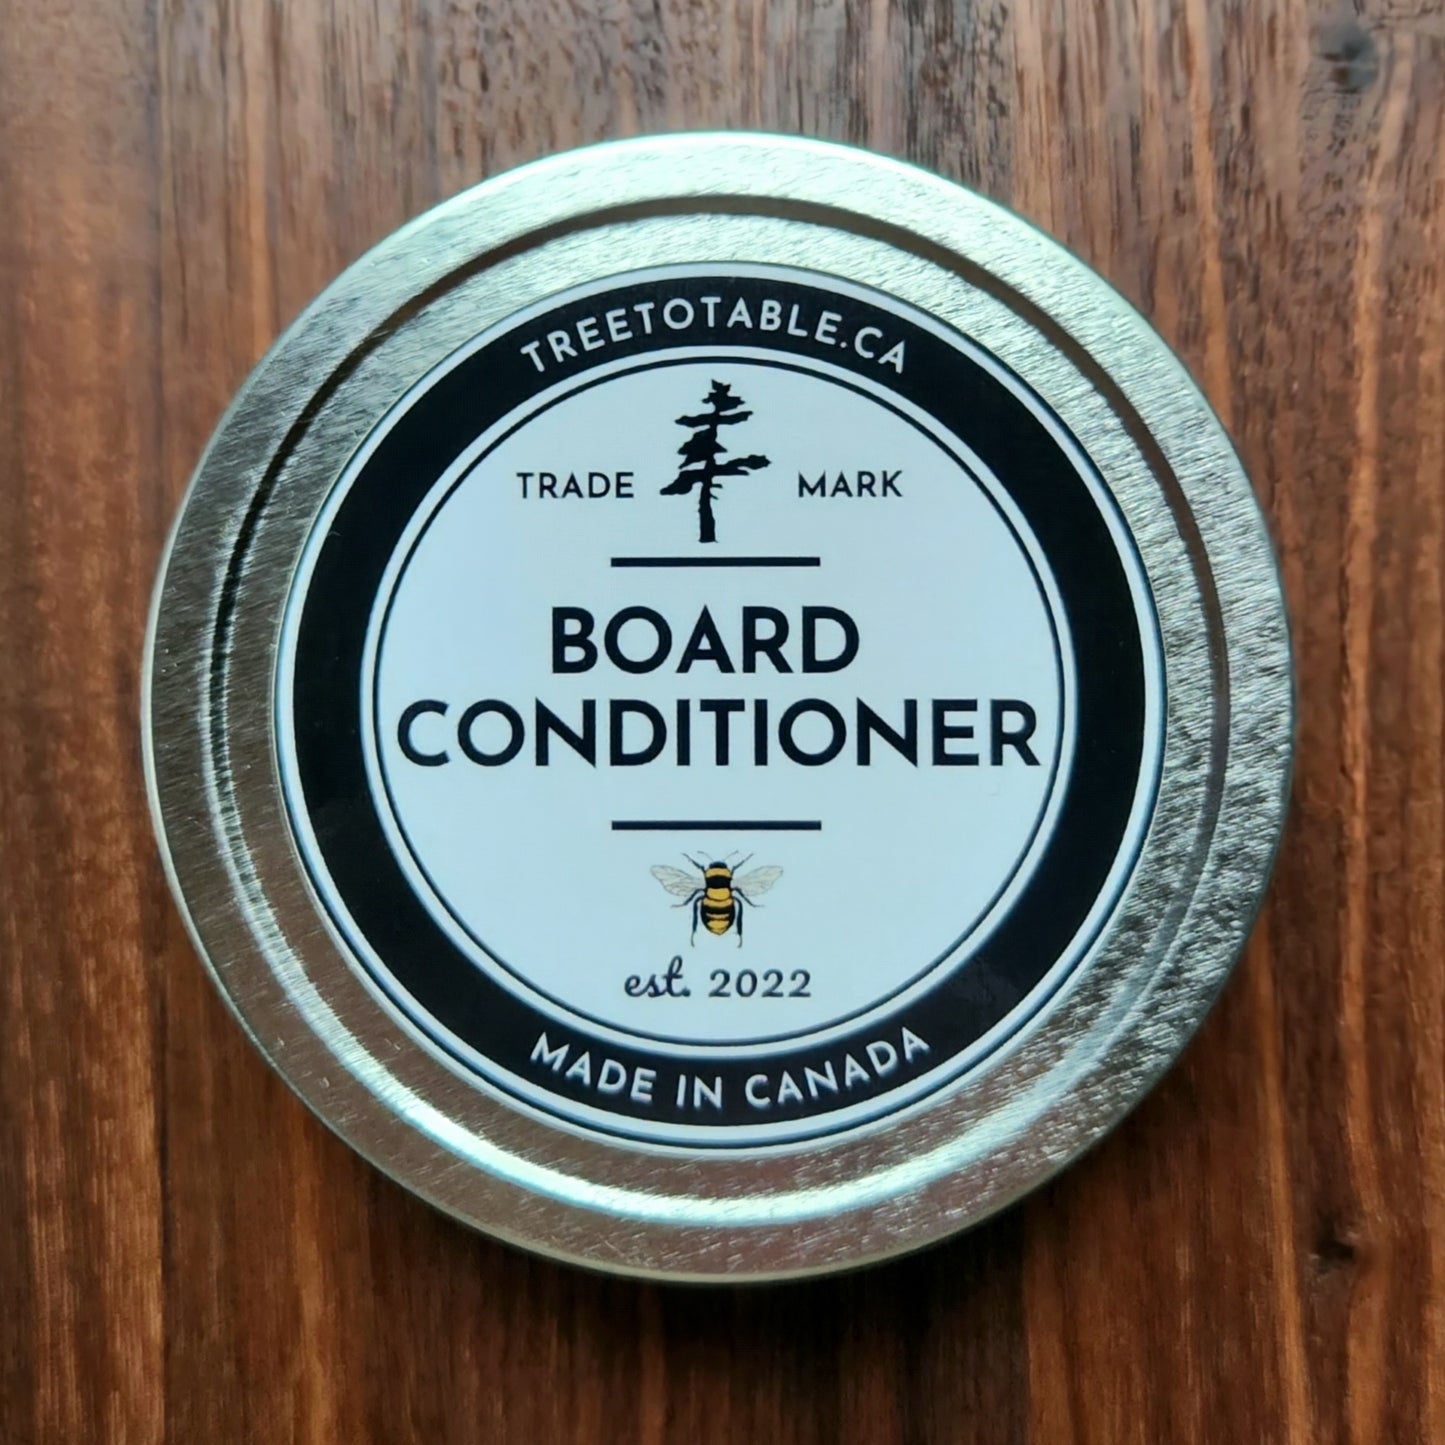 TREETOTABLE.CA
TRADE MARK
BOARD
CONDITIONER
est. 2022
MADE IN CANADA